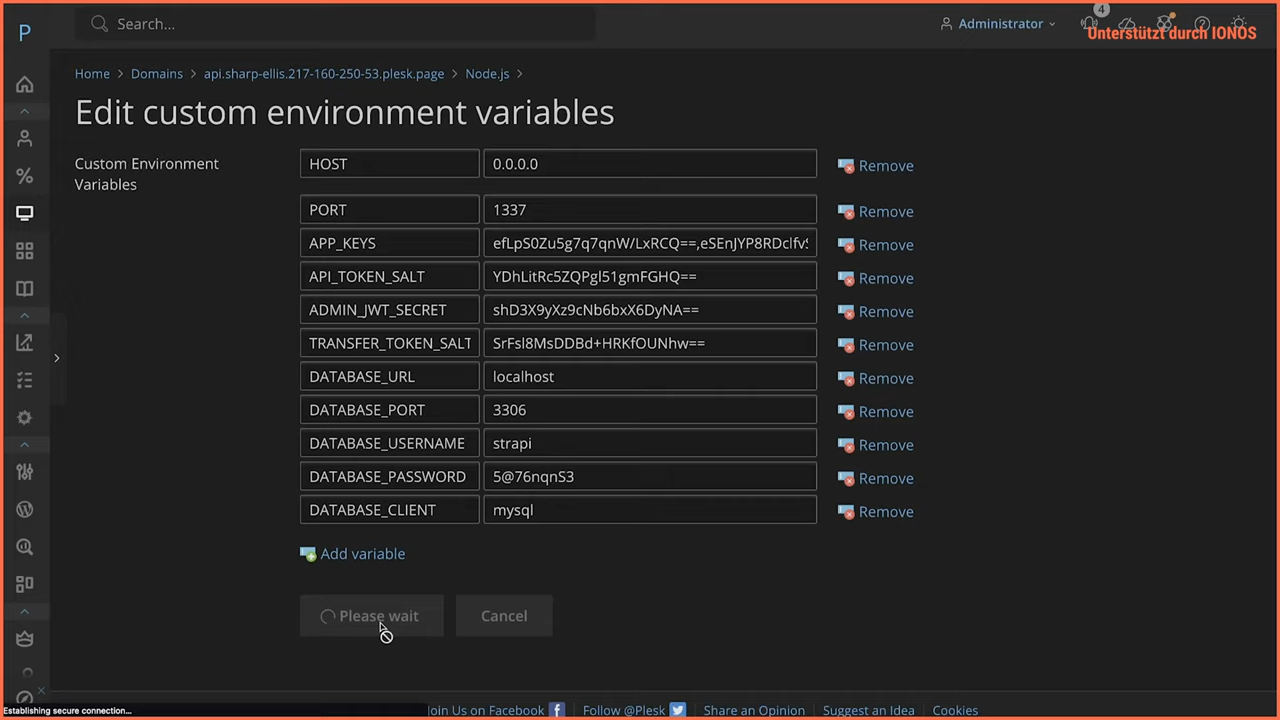 P
Search...
Administrator
4
Unterstützt durch IONOS
Home > Domains > api.sharp-ellis.217-160-250-53.plesk.page > Node.js >
Edit custom environment variables
Custom Environment
Variables
HOST 0.0.0.0 Remove
PORT 1337 Remove
APP_KEYS efLpS0Zu5g7q7qnW/LxRCQ==,eSEnJYP8RDclfvS Remove
API_TOKEN_SALT YDhLitRc5ZQPgl51gmFGHQ== Remove
ADMIN_JWT_SECRET shD3X9yXz9cNb6bxX6DyNA== Remove
TRANSFER_TOKEN_SALT SrFsl8MsDDBd+HRKfOUNhw== Remove
DATABASE_URL localhost Remove
DATABASE_PORT 3306 Remove
DATABASE_USERNAME strapi Remove
DATABASE_PASSWORD 5@76nqnS3 Remove
DATABASE_CLIENT mysql Remove
Add variable
Please wait Cancel
Establishing secure connection...
Join Us on Facebook Follow @Plesk Share an Opinion Suggest an Idea Cookies